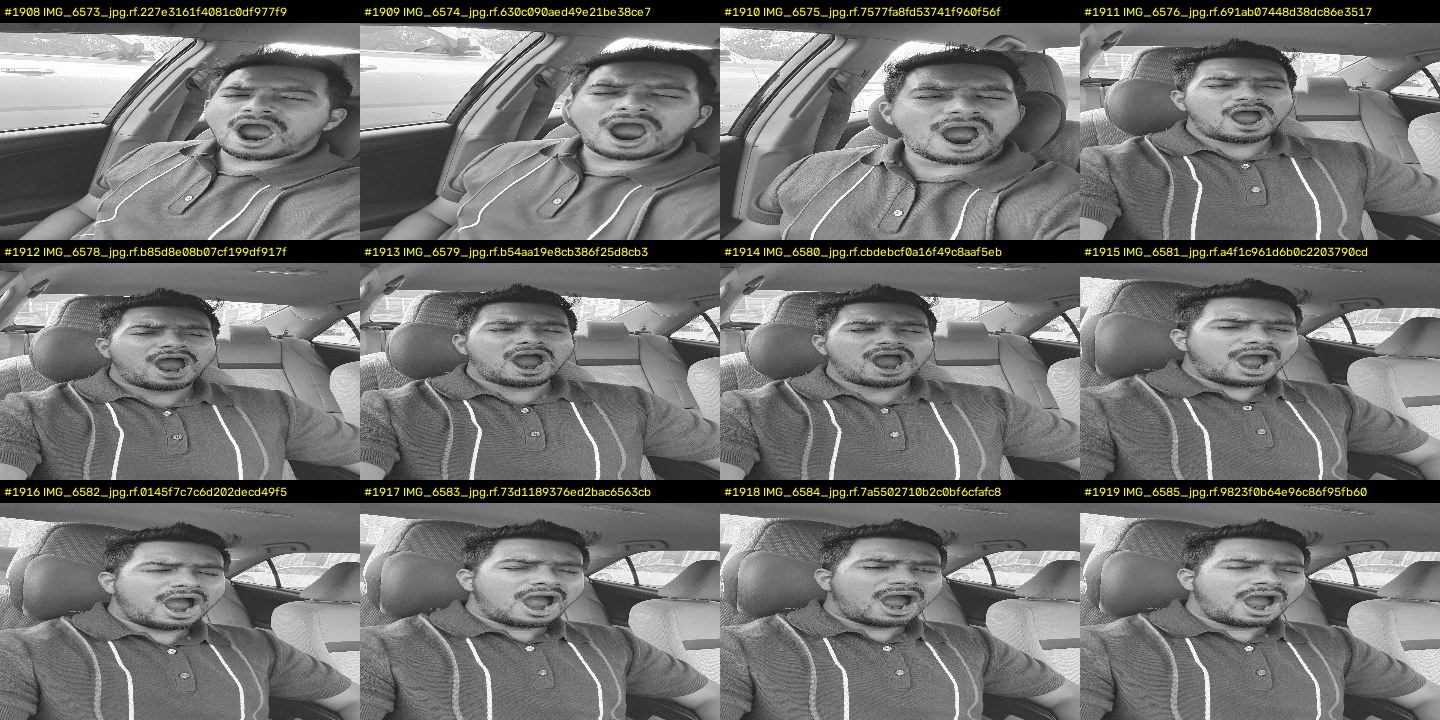 #1908 IMG_6573_jpg.rf.227e3161f4081c0df977f9
#1909 IMG_6574_jpg.rf.630c090aed49e21be38ce7
#1910 IMG_6575_jpg.rf.7577fa8fd53741f960f56f
#1911 IMG_6576_jpg.rf.691ab07448d38dc86e3517
#1912 IMG_6578_jpg.rf.b85d8e08b07cf199df917f
#1913 IMG_6579_jpg.rf.b54aa19e8cb386f25d8cb3
#1914 IMG_6580_jpg.rf.cbdebcf0a16f49c8aaf5eb
#1915 IMG_6581_jpg.rf.a4f1c961d6b0c2203790cd
#1916 IMG_6582_jpg.rf.0145f7c7c6d202decd49f5
#1917 IMG_6583_jpg.rf.73d1189376ed2bac6563cb
#1918 IMG_6584_jpg.rf.7a5502710b2c0bf6cfafc8
#1919 IMG_6585_jpg.rf.9823f0b64e96c86f95fb60